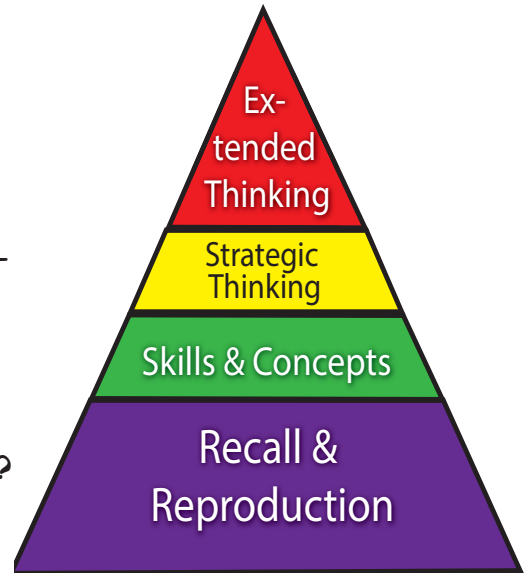 Ex-
tended
Thinking
Strategic
Thinking
Skills & Concepts
Recall &
Reproduction
-
?